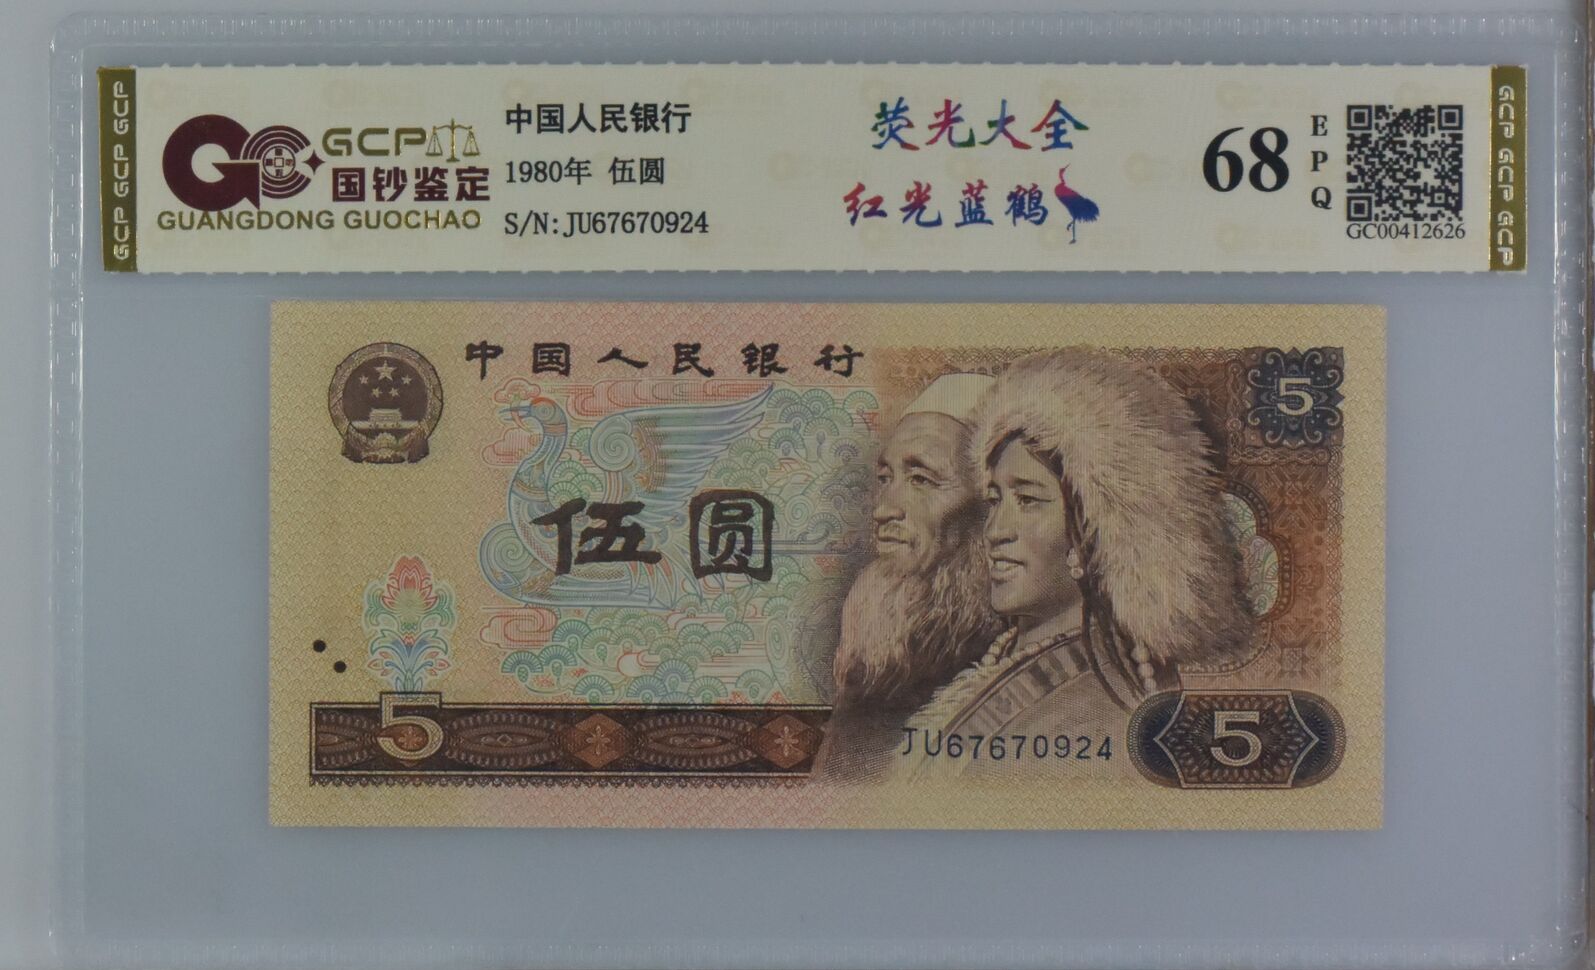 GCP GCP GCP
GCP
国钞鉴定
GUANGDONG GUOCHAO
中国人民银行
1980年 伍圆
S/N:JU67670924
荧光大全
红光蓝鹤
68
EPQ
GC00412626
GCP GCP GCP
中国人民银行
5
伍圆
5
JU67670924
5